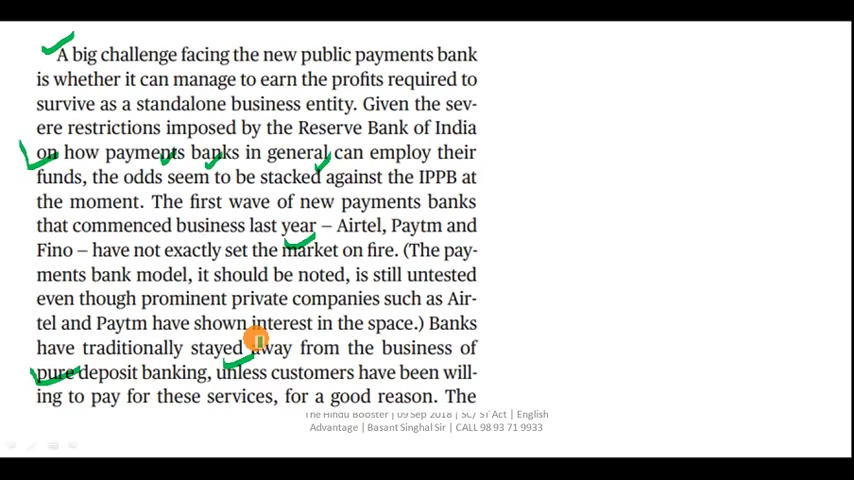 A big challenge facing the new public payments bank
is whether it can manage to earn the profits required to
survive as a standalone business entity. Given the sev-
ere restrictions imposed by the Reserve Bank of India
on how payments banks in general can employ their
funds, the odds seem to be stacked against the IPPB at
the moment. The first wave of new payments banks
that commenced business last year – Airtel, Paytm and
Fino – have not exactly set the market on fire. (The pay-
ments bank model, it should be noted, is still untested
even though prominent private companies such as Air-
tel and Paytm have shown interest in the space.) Banks
have traditionally stayed away from the business of
pure deposit banking, unless customers have been will-
ing to pay for these services, for a good reason. The
The Hindu Booster | 09 Sep 2018 | SC/ ST Act | English
Advantage | Basant Singhal Sir | CALL 98 93 71 9933